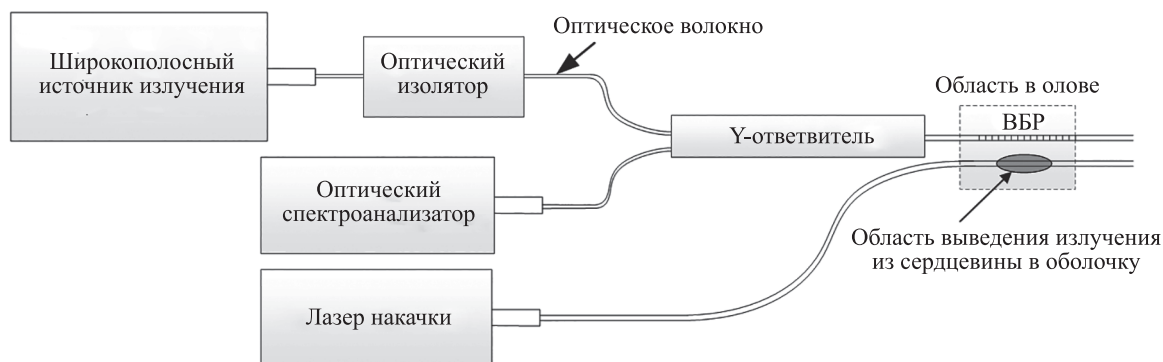 Оптическое волокно
Широкополосный
источник излучения
Оптический
изолятор
Область в олове
ВБР
Y-ответвитель
Оптический
спектроанализатор
Область выведения излучения
из сердцевины в оболочку
Лазер накачки